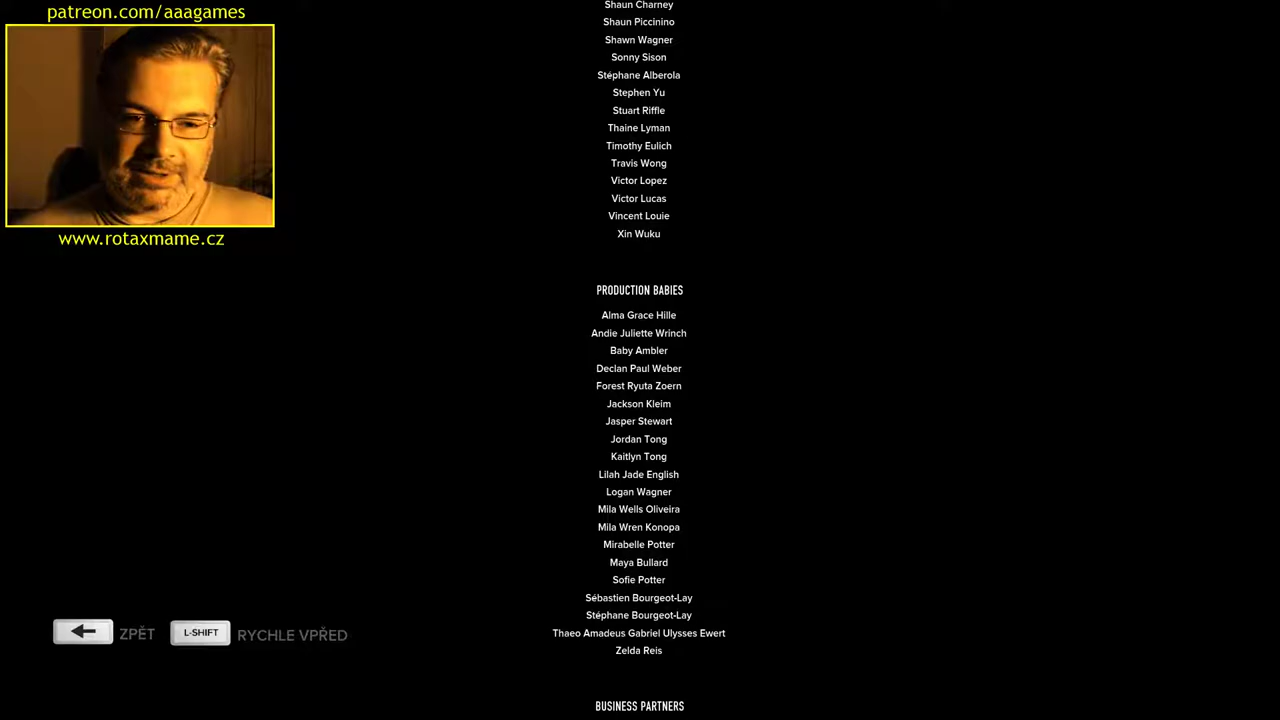 patreon.com/aaagames
www.rotaxmame.cz
Shaun Charney
Shaun Piccinino
Shawn Wagner
Sonny Sison
Stéphane Alberola
Stephen Yu
Stuart Riffle
Thaine Lyman
Timothy Eulich
Travis Wong
Victor Lopez
Victor Lucas
Vincent Louie
Xin Wuku
PRODUCTION BABIES
Alma Grace Hille
Andie Juliette Wrinch
Baby Ambler
Declan Paul Weber
Forest Ryuta Zoern
Jackson Kleim
Jasper Stewart
Jordan Tong
Kaitlyn Tong
Lilah Jade English
Logan Wagner
Mila Wells Oliveira
Mila Wren Konopa
Mirabelle Potter
Maya Bullard
Sofie Potter
Sébastien Bourgeot-Lay
Stéphane Bourgeot-Lay
Thaeo Amadeus Gabriel Ulysses Ewert
Zelda Reis
ZPĚT L-SHIFT RYCHLE VPŘED
BUSINESS PARTNERS